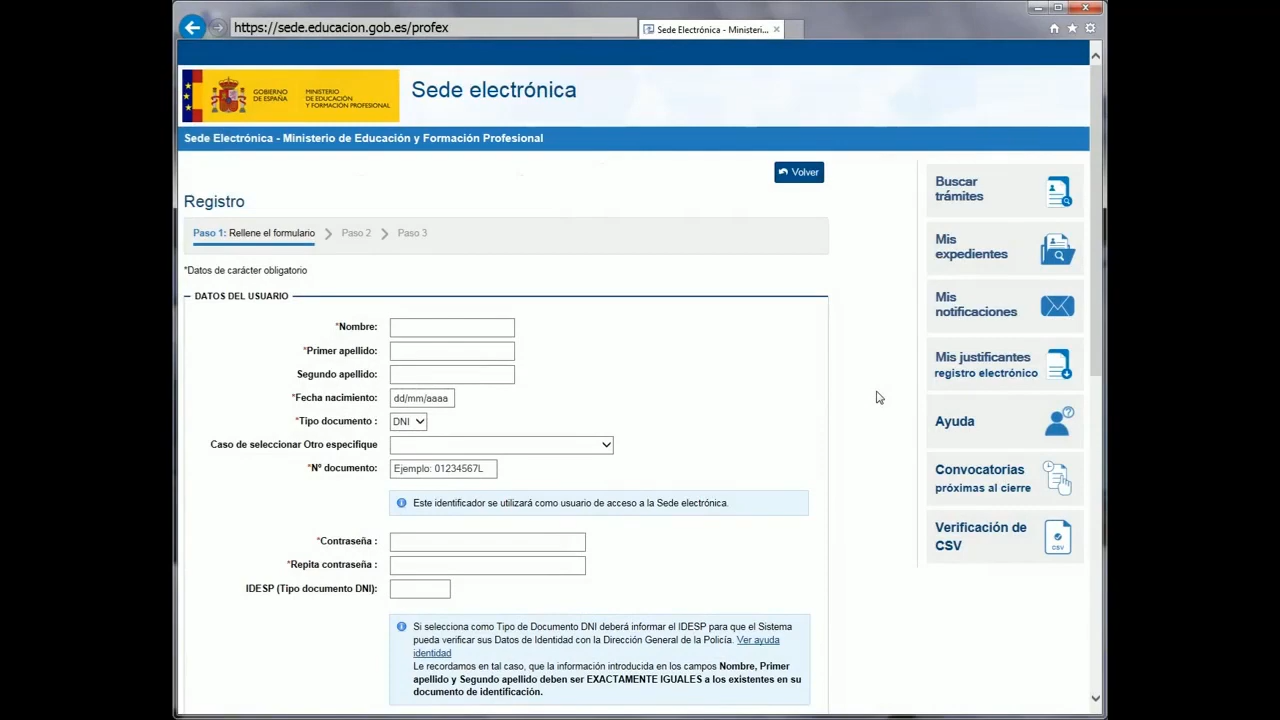 https://sede.educacion.gob.es/profex
Sede Electrónica - Ministeri...
GOBIERNO
DE ESPAÑA
MINISTERIO
DE EDUCACIÓN
Y FORMACIÓN PROFESIONAL
Sede electrónica
Sede Electrónica - Ministerio de Educación y Formación Profesional
Volver
Registro
Paso 1: Rellene el formulario
Paso 2
Paso 3
*Datos de carácter obligatorio
DATOS DEL USUARIO
*Nombre:
*Primer apellido:
Segundo apellido:
*Fecha nacimiento: dd/mm/aaaa
*Tipo documento : DNI
Caso de seleccionar Otro especifique
*Nº documento: Ejemplo: 01234567L
Este identificador se utilizará como usuario de acceso a la Sede electrónica.
*Contraseña :
*Repita contraseña :
IDESP (Tipo documento DNI):
Si selecciona como Tipo de Documento DNI deberá informar el IDESP para que el Sistema
pueda verificar sus Datos de Identidad con la Dirección General de la Policía. Ver ayuda
identidad
Le recordamos en tal caso, que la información introducida en los campos Nombre, Primer
apellido y Segundo apellido deben ser EXACTAMENTE IGUALES a los existentes en su
documento de identificación.
Buscar
trámites
Mis
expedientes
Mis
notificaciones
Mis justificantes
registro electrónico
Ayuda
Convocatorias
próximas al cierre
Verificación de
CSV
CSV